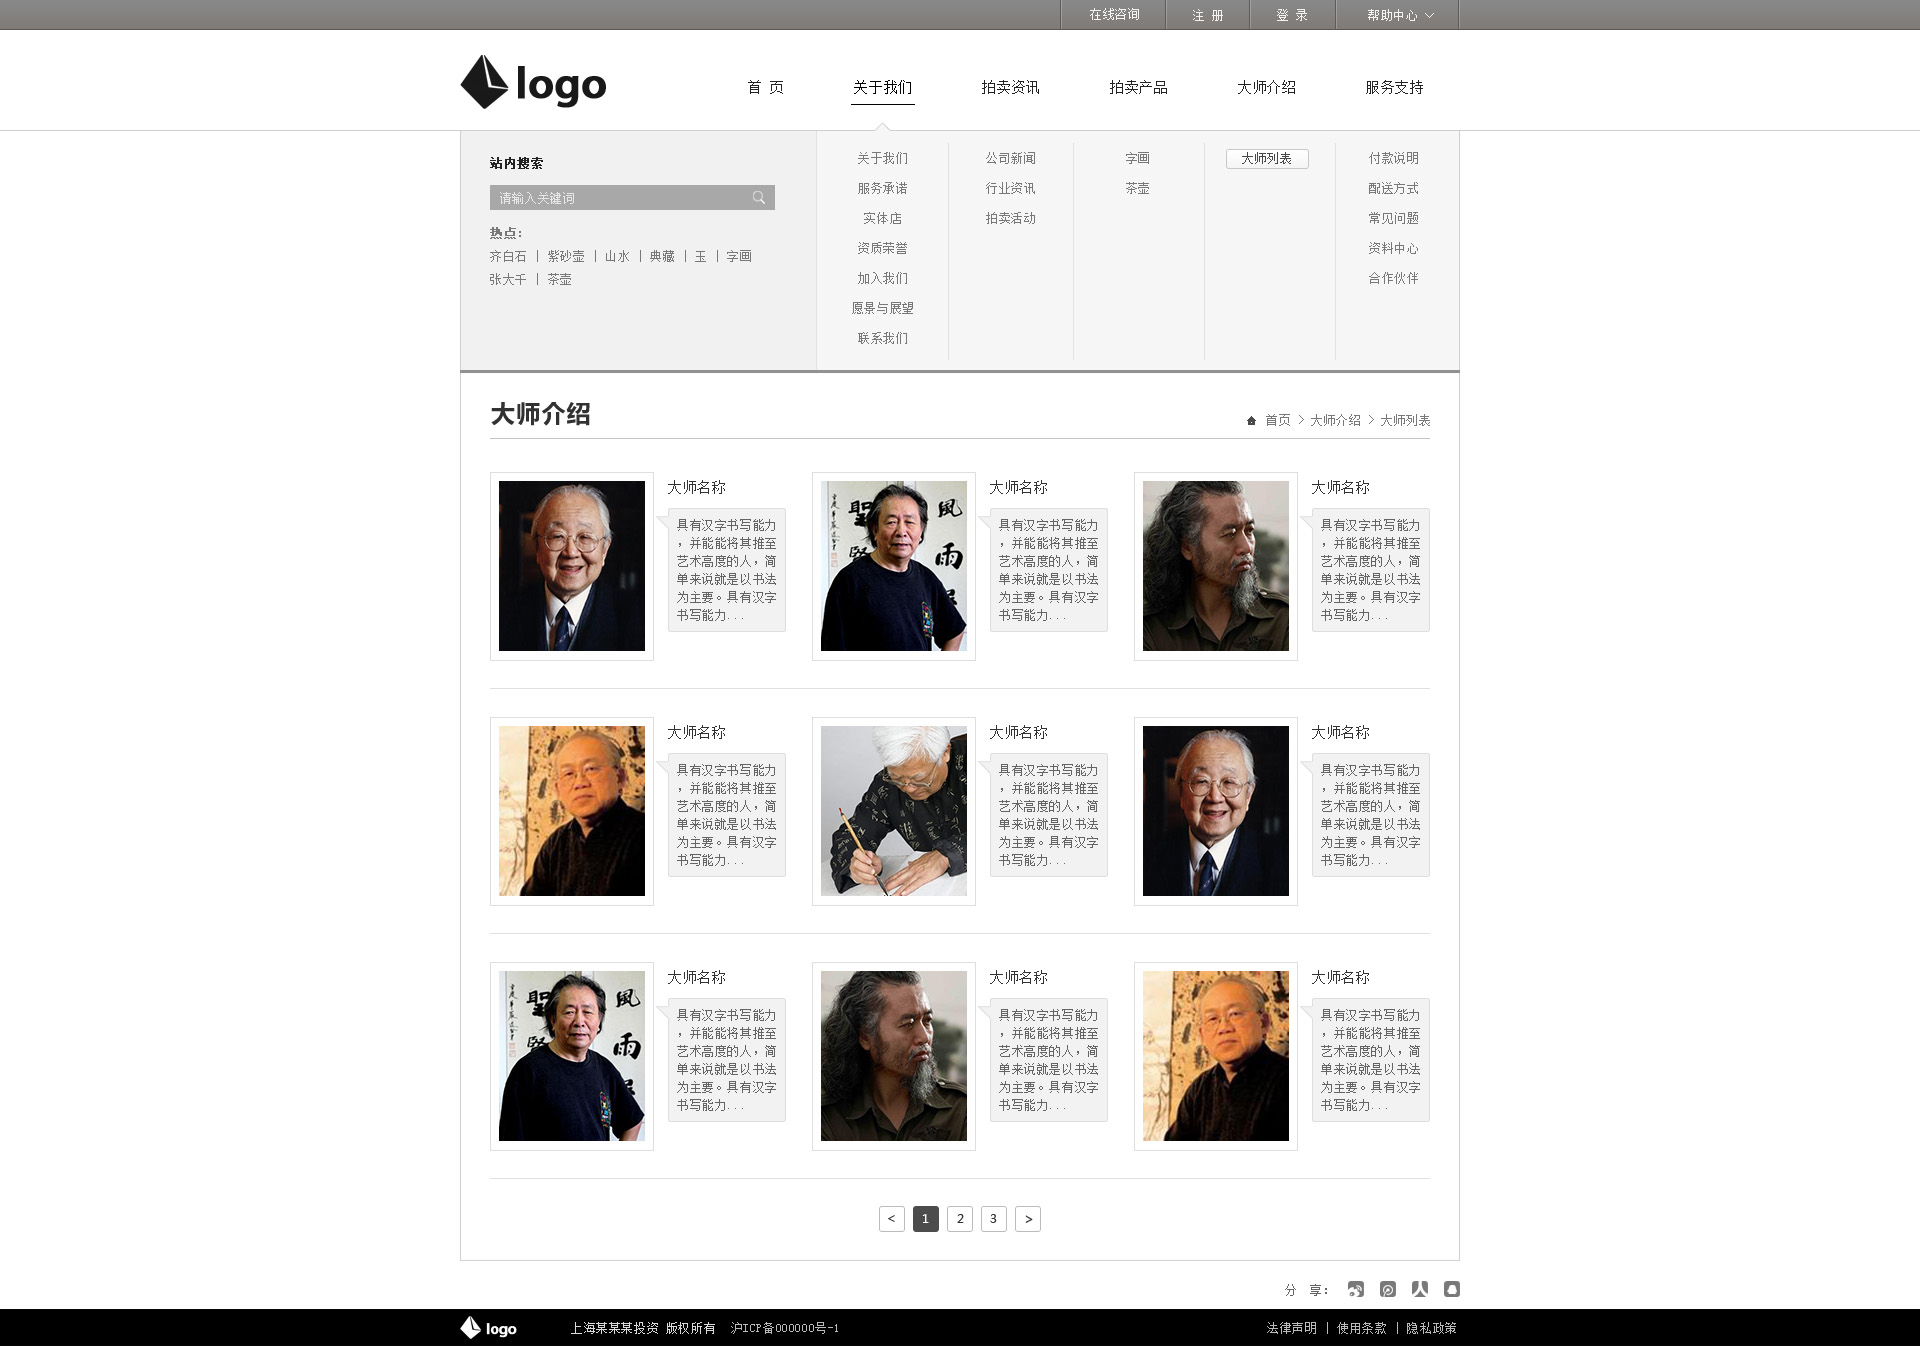 在线咨询
注 册
登 录
帮助中心
logo
首 页
关于我们
拍卖资讯
拍卖产品
大师介绍
服务支持
站内搜索
请输入关键词
热点：
齐白石 | 紫砂壶 | 山水 | 典藏 | 玉 | 字画
张大千 | 茶壶
关于我们
服务承诺
实体店
资质荣誉
加入我们
愿景与展望
联系我们
公司新闻
行业资讯
拍卖活动
字画
茶壶
大师列表
付款说明
配送方式
常见问题
资料中心
合作伙伴
大师介绍
首页 > 大师介绍 > 大师列表
大师名称
具有汉字书写能力
，并能能将其推至
艺术高度的人，简
单来说就是以书法
为主要。具有汉字
书写能力...
風
雨
聖
賢
大师名称
具有汉字书写能力
，并能能将其推至
艺术高度的人，简
单来说就是以书法
为主要。具有汉字
书写能力...
大师名称
具有汉字书写能力
，并能能将其推至
艺术高度的人，简
单来说就是以书法
为主要。具有汉字
书写能力...
大师名称
具有汉字书写能力
，并能能将其推至
艺术高度的人，简
单来说就是以书法
为主要。具有汉字
书写能力...
大师名称
具有汉字书写能力
，并能能将其推至
艺术高度的人，简
单来说就是以书法
为主要。具有汉字
书写能力...
大师名称
具有汉字书写能力
，并能能将其推至
艺术高度的人，简
单来说就是以书法
为主要。具有汉字
书写能力...
風
雨
聖
賢
大师名称
具有汉字书写能力
，并能能将其推至
艺术高度的人，简
单来说就是以书法
为主要。具有汉字
书写能力...
大师名称
具有汉字书写能力
，并能能将其推至
艺术高度的人，简
单来说就是以书法
为主要。具有汉字
书写能力...
大师名称
具有汉字书写能力
，并能能将其推至
艺术高度的人，简
单来说就是以书法
为主要。具有汉字
书写能力...
< 1 2 3 >
分 享：
logo
上海某某某投资 版权所有 沪ICP备000000号-1
法律声明 | 使用条款 | 隐私政策